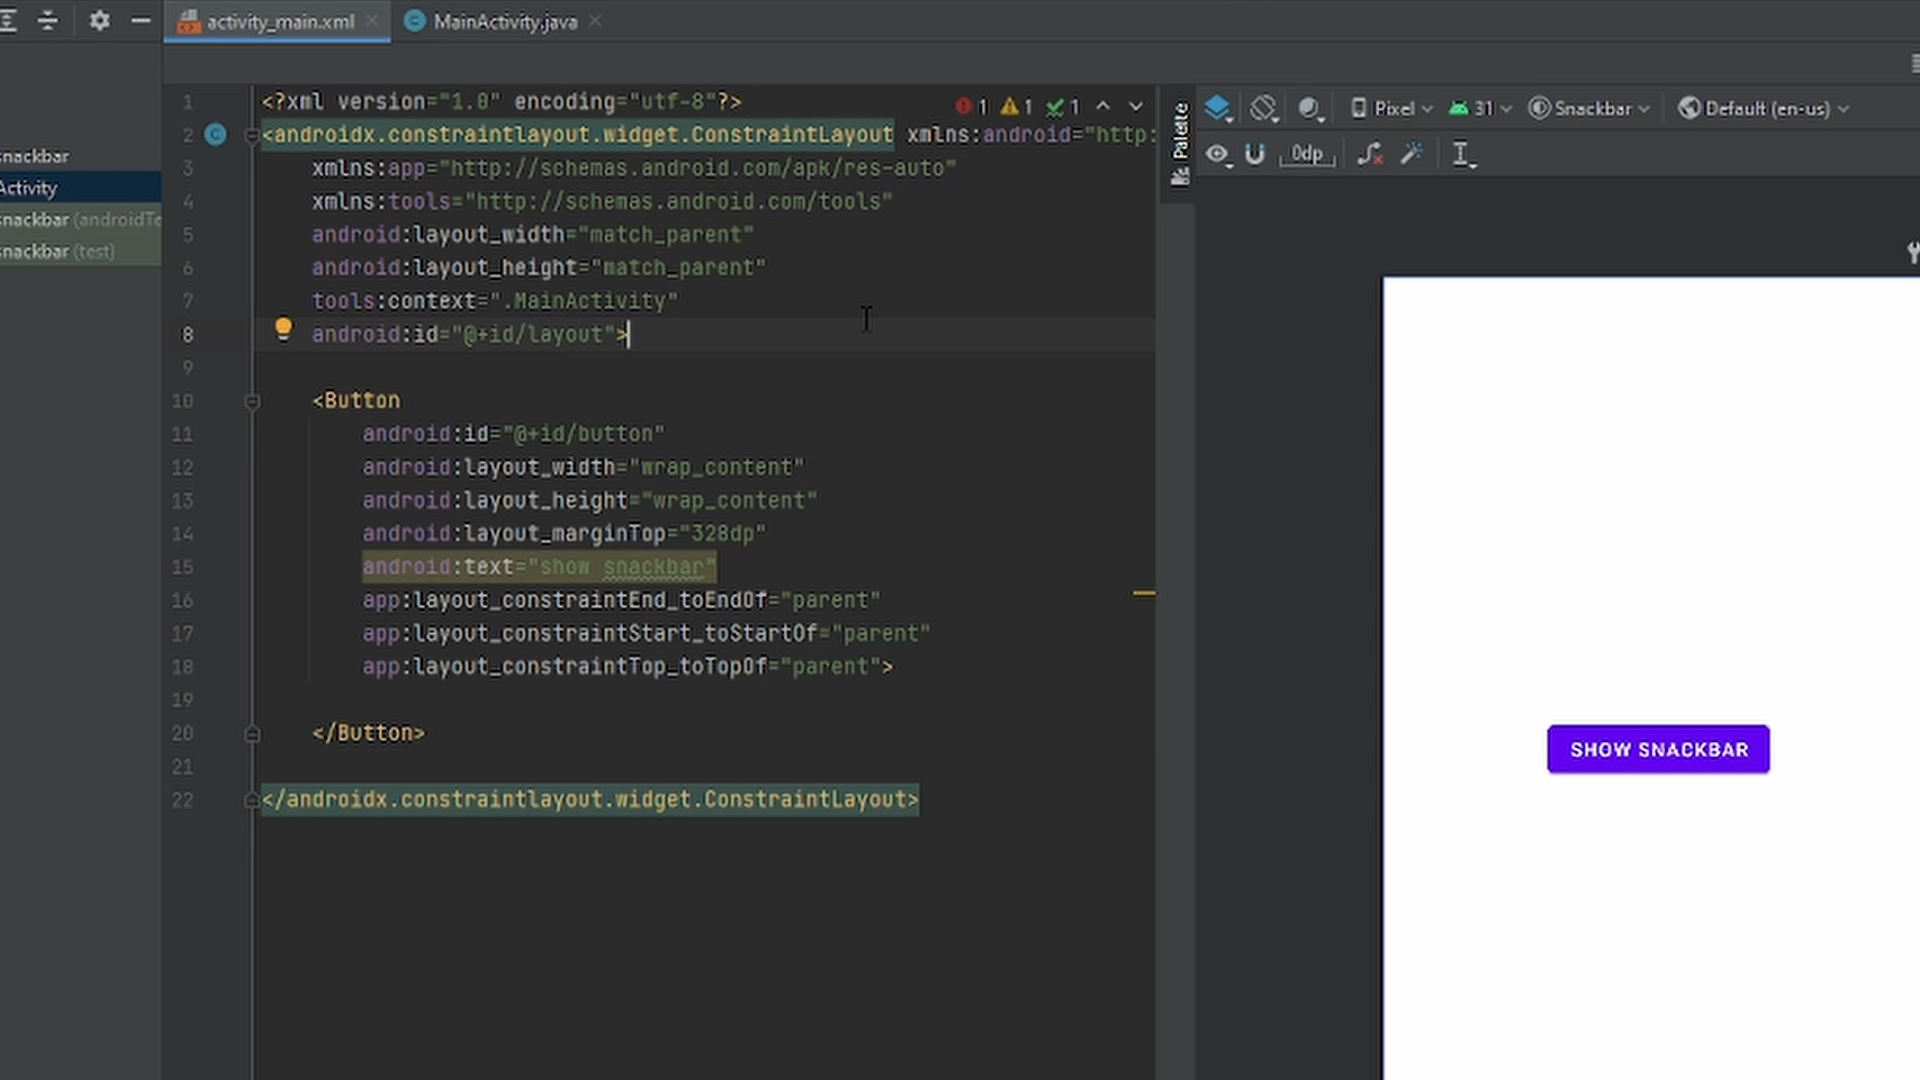 activity_main.xml
MainActivity.java
snackbar
Activity
snackbar (androidTe
snackbar (test)
1 <?xml version="1.0" encoding="utf-8"?>
1 1 1
2 <androidx.constraintlayout.widget.ConstraintLayout xmlns:android="http:
3 xmlns:app="http://schemas.android.com/apk/res-auto"
4 xmlns:tools="http://schemas.android.com/tools"
5 android:layout_width="match_parent"
6 android:layout_height="match_parent"
7 tools:context=".MainActivity"
8 android:id="@+id/layout">
9
10 <Button
11 android:id="@+id/button"
12 android:layout_width="wrap_content"
13 android:layout_height="wrap_content"
14 android:layout_marginTop="328dp"
15 android:text="show snackbar"
16 app:layout_constraintEnd_toEndOf="parent"
17 app:layout_constraintStart_toStartOf="parent"
18 app:layout_constraintTop_toTopOf="parent">
19
20 </Button>
21
22 </androidx.constraintlayout.widget.ConstraintLayout>
Palette
Pixel 31 Snackbar Default (en-us)
0dp
SHOW SNACKBAR